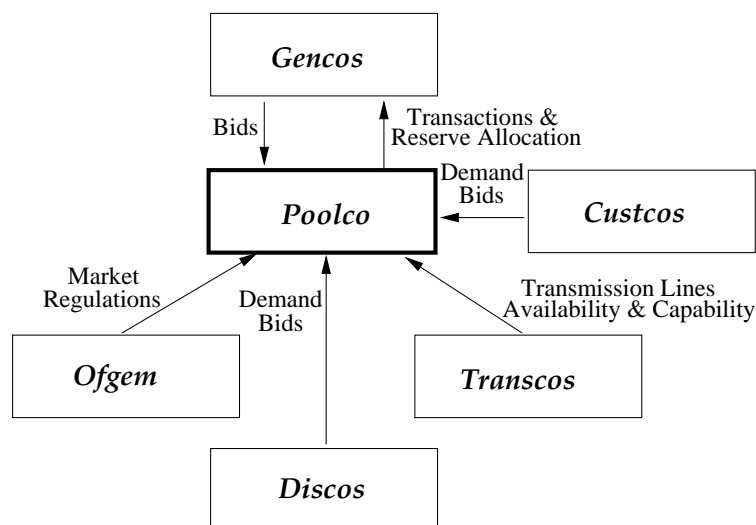 Gencos
Bids
Transactions &
Reserve Allocation
Demand
Bids
Poolco
Custcos
Market
Regulations
Demand
Bids
Transmission Lines
Availability & Capability
Ofgem
Transcos
Discos